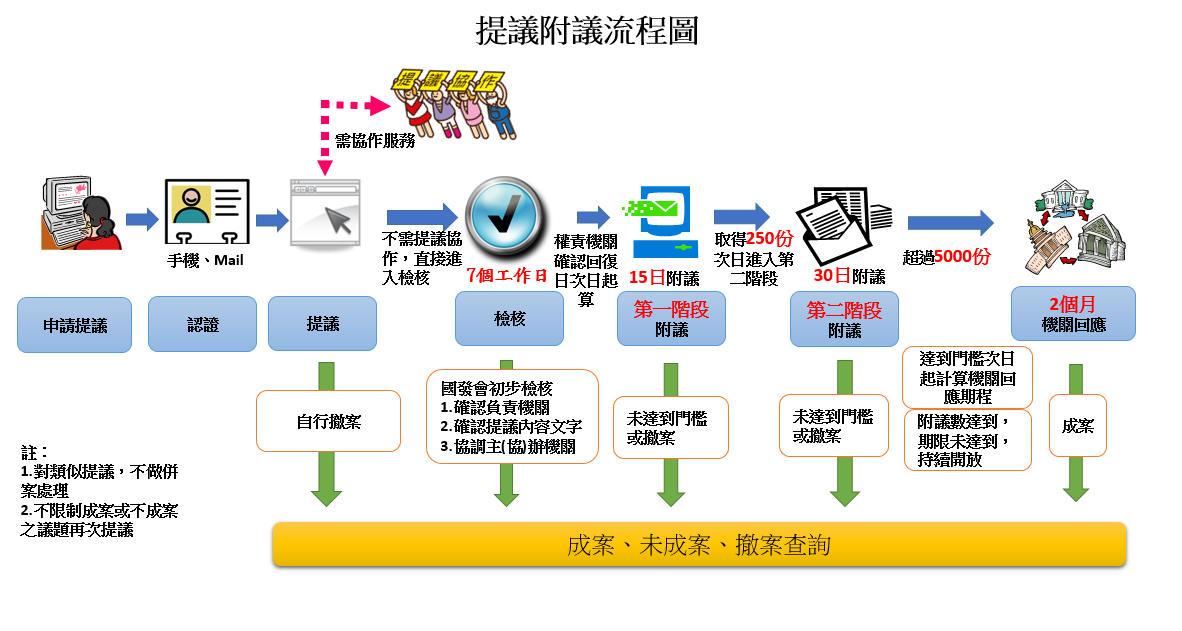 提議附議流程圖
提議協作
需協作服務
手機、Mail
不需提議協
作，直接進
入檢核
7個工作日
權責機關
確認回復
日次日起
算
15日附議
取得250份
次日進入第
二階段
30日附議
超過5000份
申請提議
認證
提議
檢核
第一階段
附議
第二階段
附議
2個月
機關回應
自行撤案
國發會初步檢核
1.確認負責機關
2.確認提議內容文字
3.協調主(協)辦機關
未達到門檻
或撤案
未達到門檻
或撤案
達到門檻次日
起計算機關回
應期程
附議數達到，
期限未達到，
持續開放
成案
註：
1.對類似提議，不做併
案處理
2.不限制成案或不成案
之議題再次提議
成案、未成案、撤案查詢